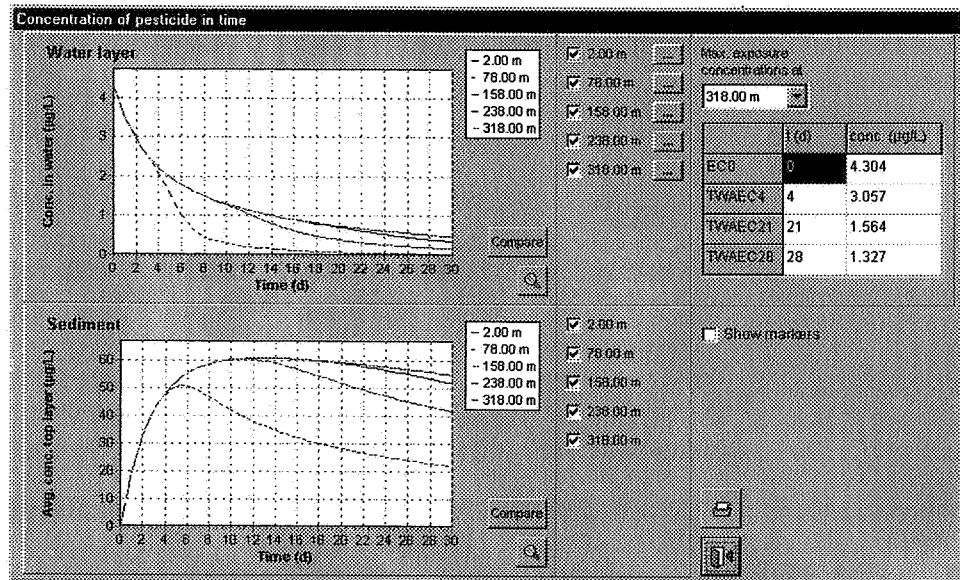 Concentration of pesticide in time
Water layer
Conc. in water (µg/L)
4
3
2
1
0
0 2 4 6 8 10 12 14 16 18 20 22 24 26 28 30
Time (d)
– 2.00 m
- 78.00 m
– 158.00 m
– 238.00 m
-- 318.00 m
Compare
2.00 m ...
78.00 m ...
158.00 m ...
238.00 m ...
318.00 m ...
Max. exposure
concentrations at
318.00 m
t (d) conc. (µg/L)
EC0 0 4.304
TWAEC4 4 3.057
TWAEC21 21 1.564
TWAEC28 28 1.327
Sediment
Avg. conc. top layer (µg/L)
60
50
40
30
20
10
0
0 2 4 6 8 10 12 14 16 18 20 22 24 26 28 30
Time (d)
– 2.00 m
- 78.00 m
– 158.00 m
– 238.00 m
-- 318.00 m
Compare
2.00 m
78.00 m
158.00 m
238.00 m
318.00 m
Show markers